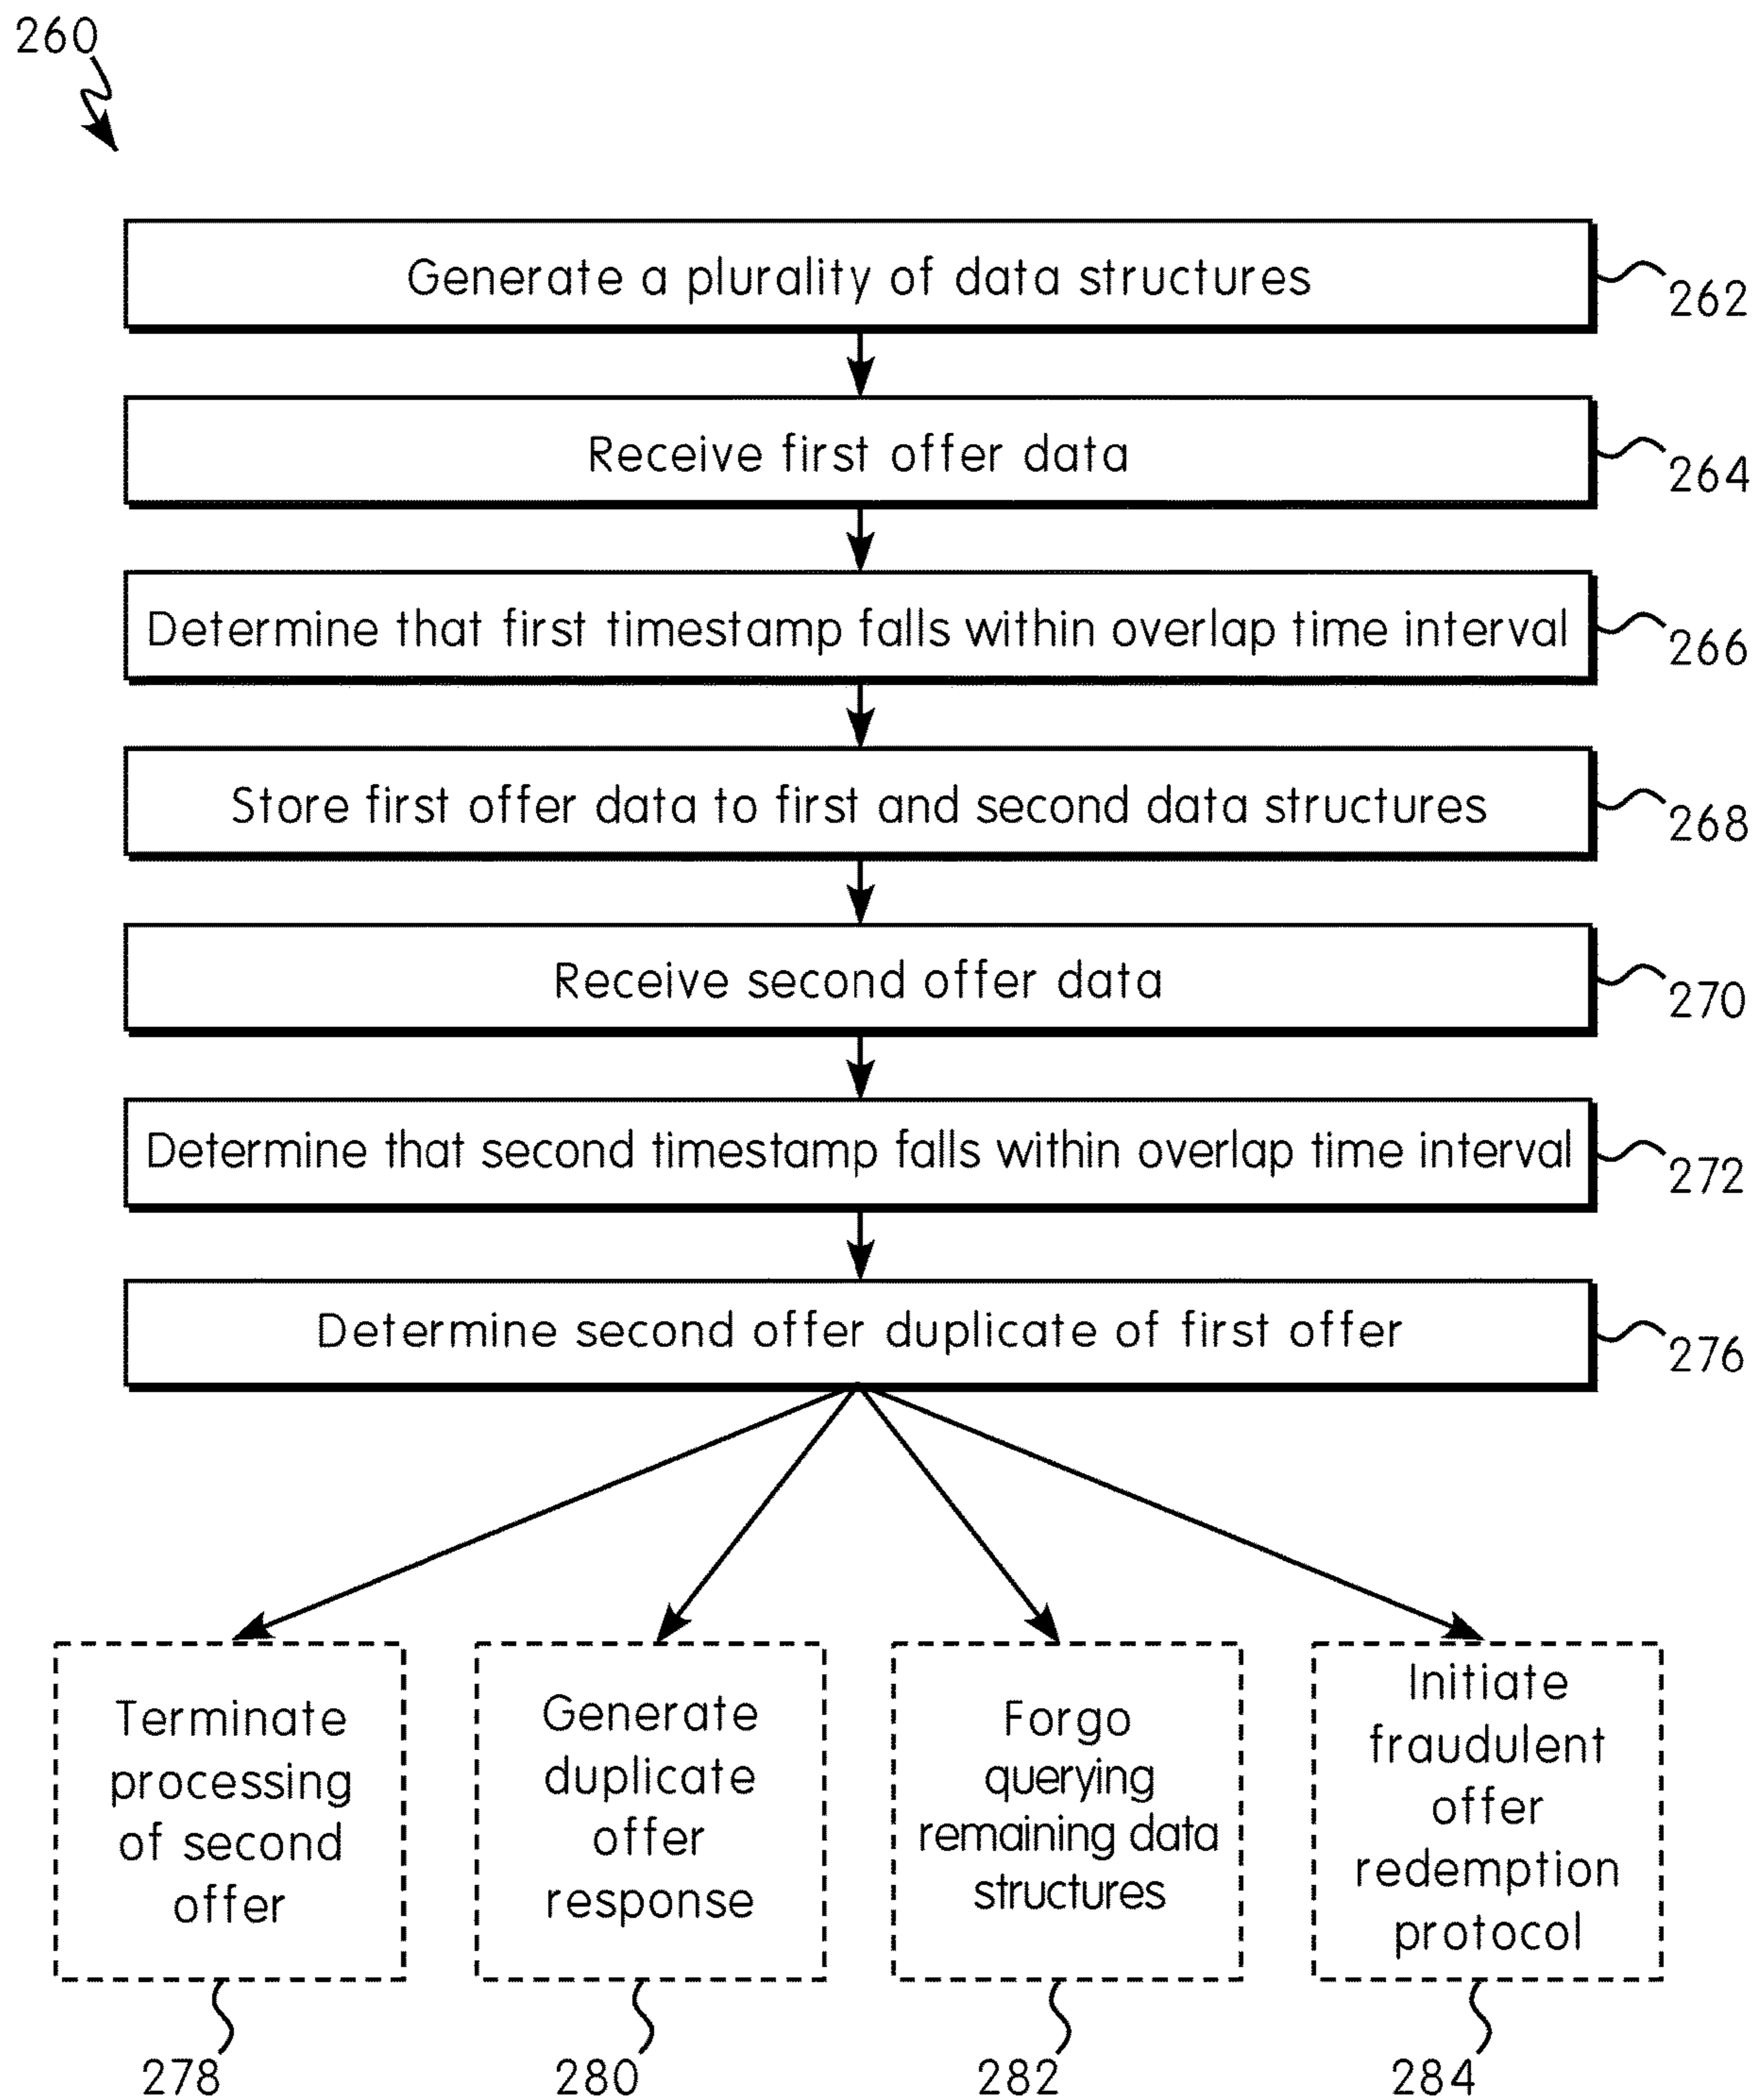 260
Generate a plurality of data structures
262
Receive first offer data
264
Determine that first timestamp falls within overlap time interval
266
Store first offer data to first and second data structures
268
Receive second offer data
270
Determine that second timestamp falls within overlap time interval
272
Determine second offer duplicate of first offer
276
Terminate
processing
of second
offer
278
Generate
duplicate
offer
response
280
Forgo
querying
remaining data
structures
282
Initiate
fraudulent
offer
redemption
protocol
284